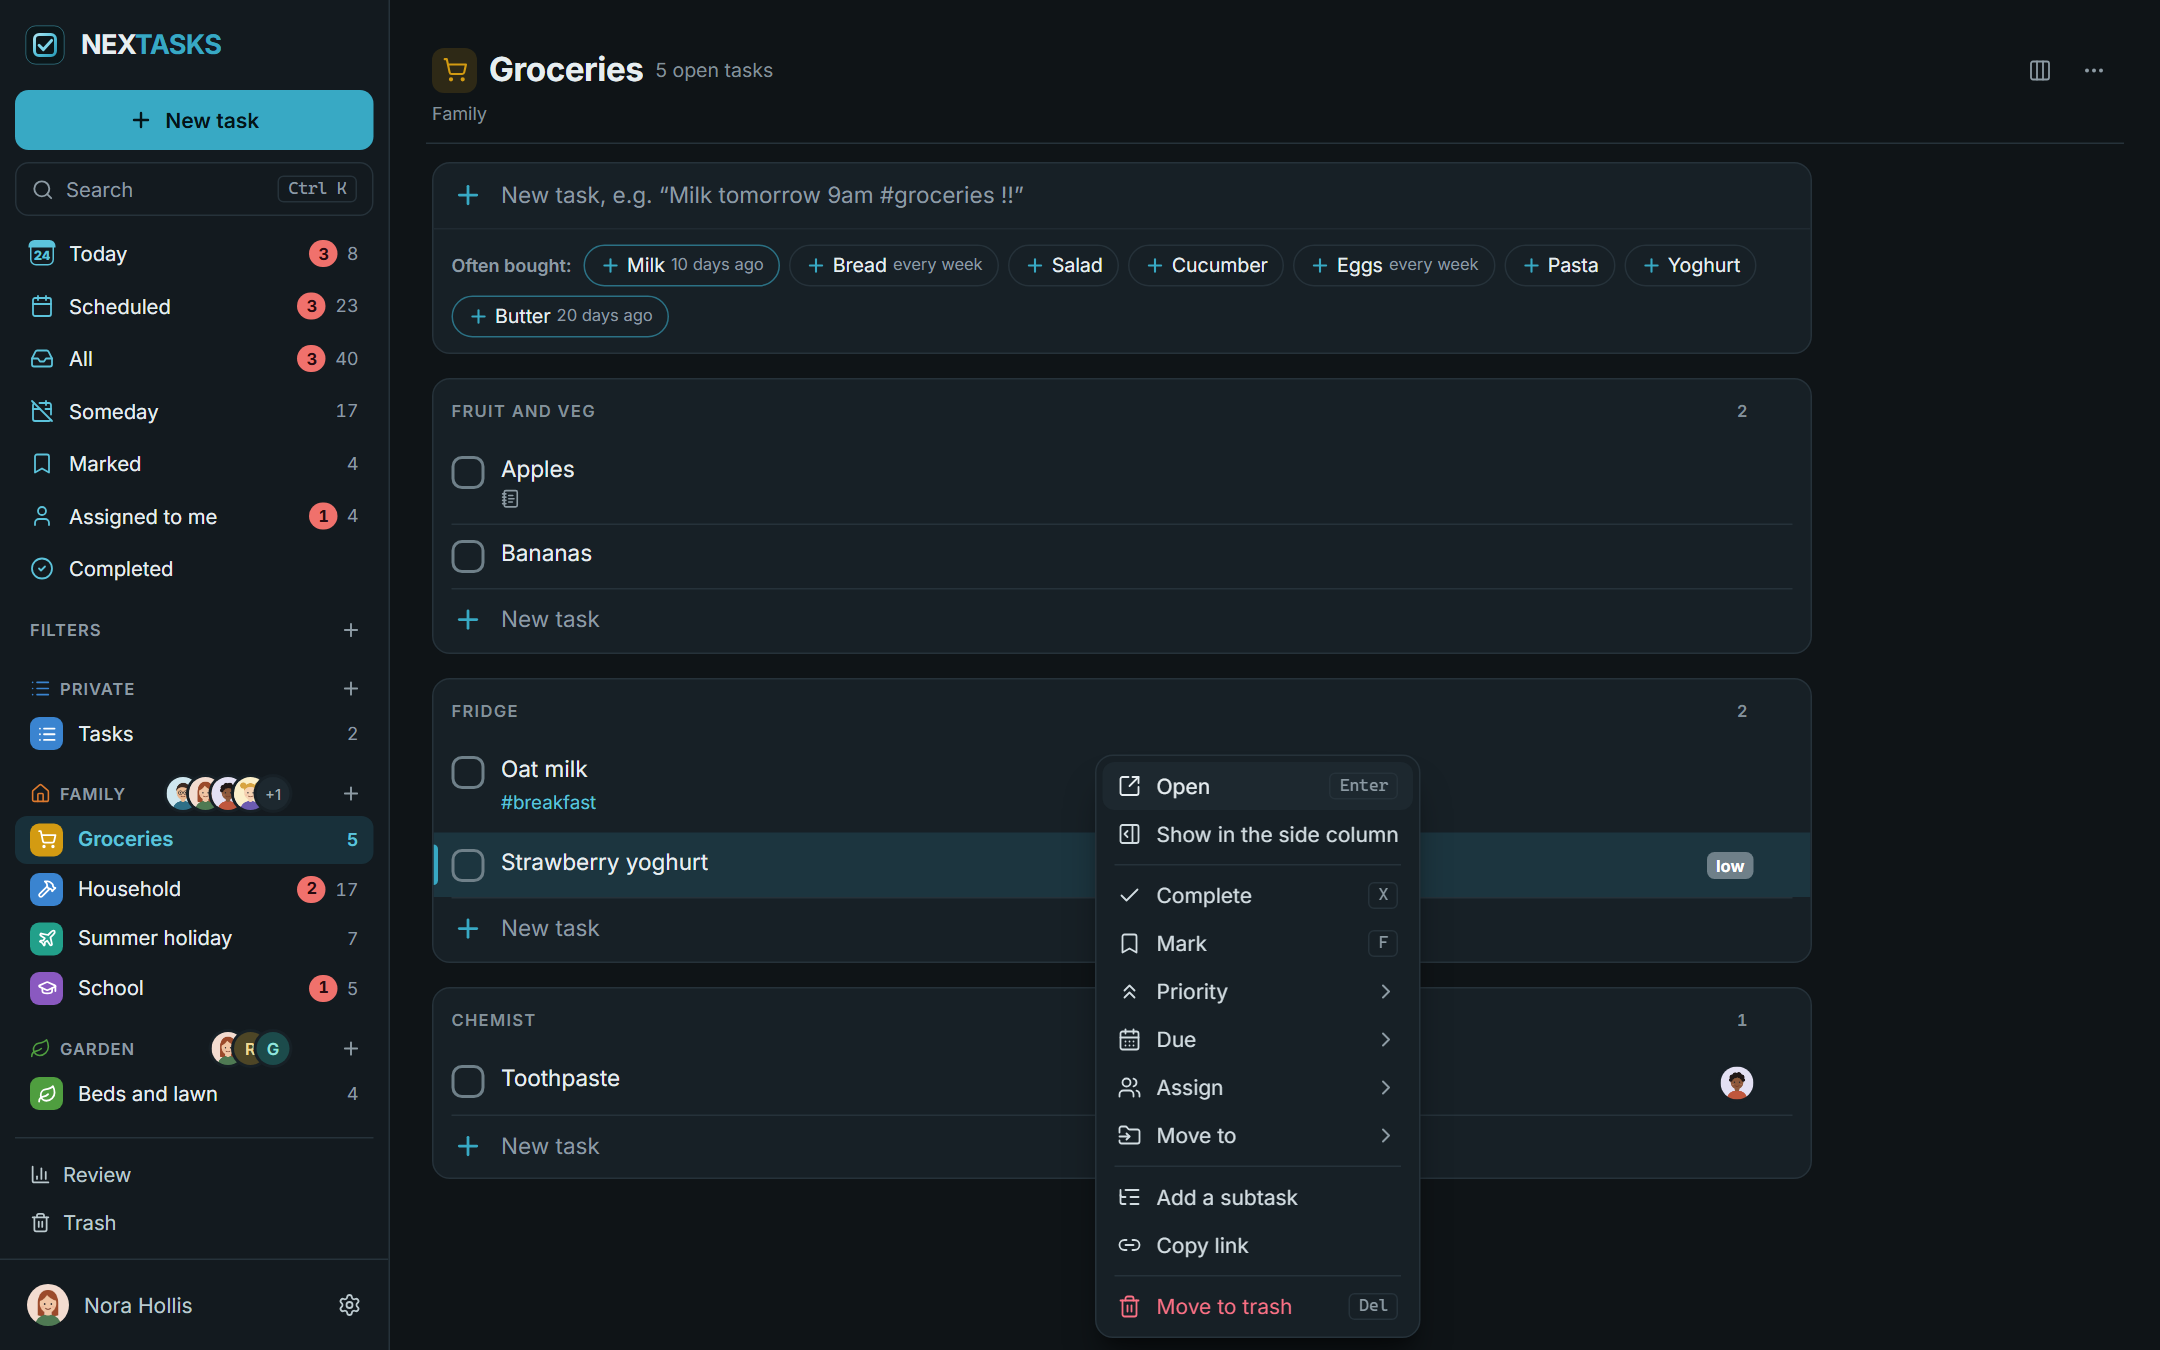 NEXTASKS
New task
Search Ctrl K
24 Today 3 8
Scheduled 3 23
All 3 40
Someday 17
Marked 4
Assigned to me 1 4
Completed
FILTERS
PRIVATE
Tasks 2
FAMILY +1
Groceries 5
Household 2 17
Summer holiday 7
School 1 5
GARDEN R G
Beds and lawn 4
Review
Trash
Nora Hollis
Groceries 5 open tasks
Family
New task, e.g. “Milk tomorrow 9am #groceries !!”
Often bought: Milk 10 days ago Bread every week Salad Cucumber Eggs every week Pasta Yoghurt
Butter 20 days ago
FRUIT AND VEG 2
Apples
Bananas
New task
FRIDGE 2
Oat milk
#breakfast
Strawberry yoghurt low
New task
CHEMIST 1
Toothpaste
New task
Open Enter
Show in the side column
Complete X
Mark F
Priority
Due
Assign
Move to
Add a subtask
Copy link
Move to trash Del